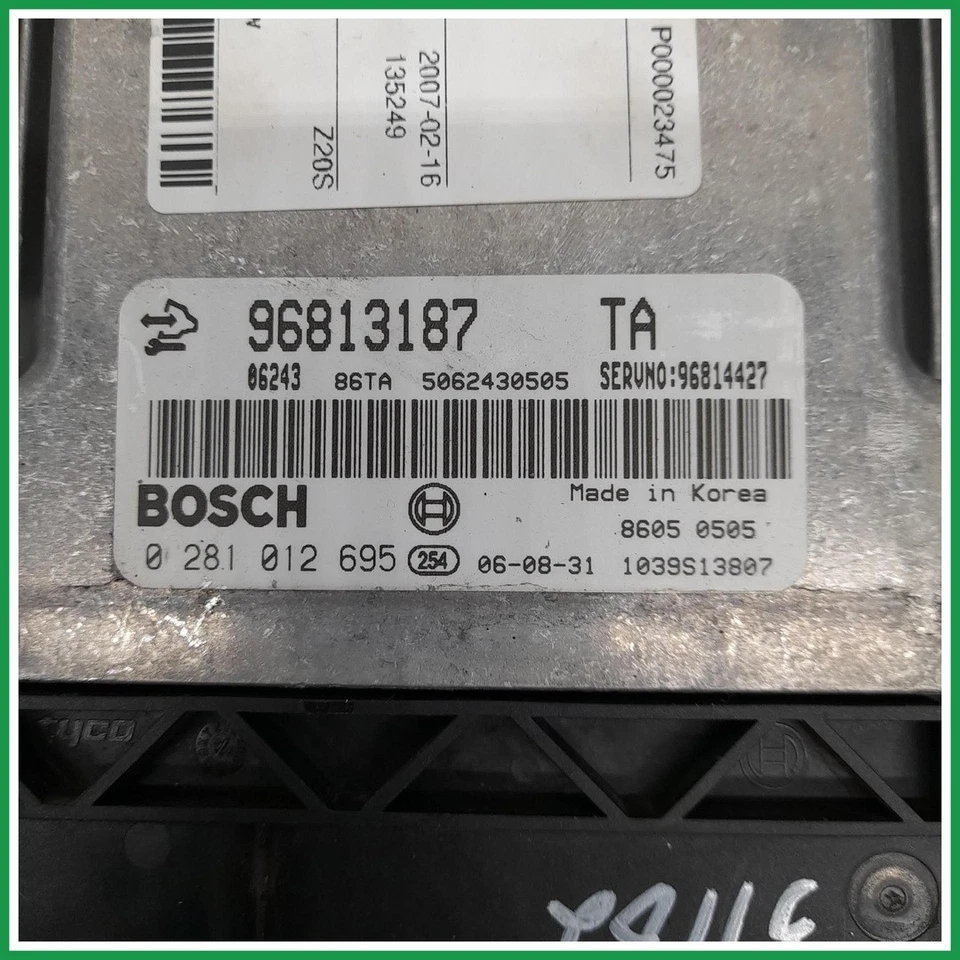 P000023475
2007-02-16
135249
Z20S
96813187 TA
06243 86TA 5062430505 SERVNO:96814427
BOSCH
Made in Korea
8605 0505
0 281 012 695 254 06-08-31 1039S13807
tyco